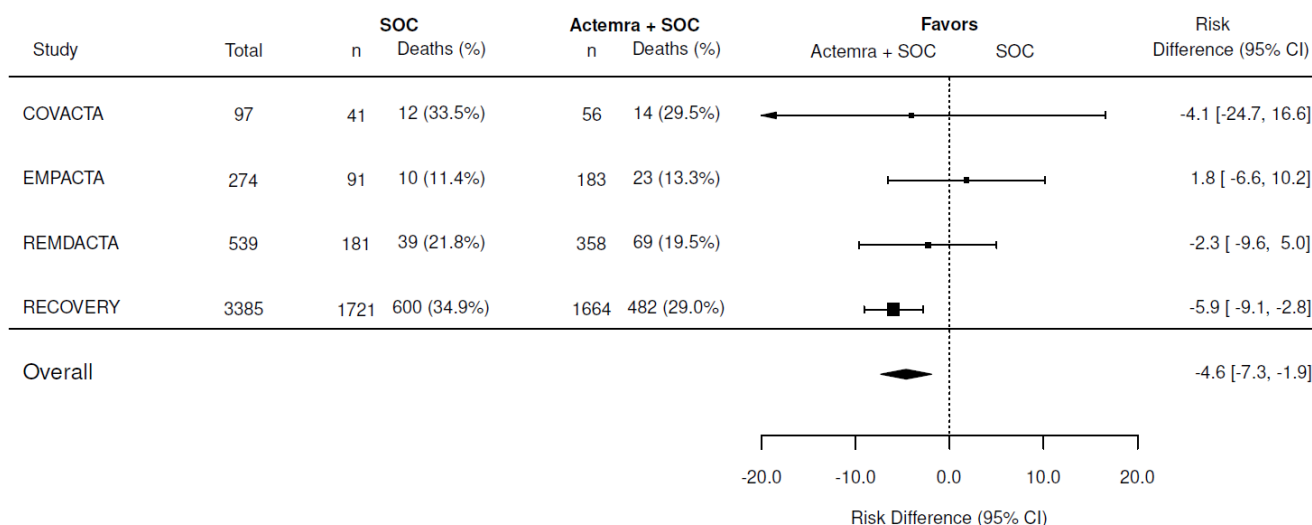 SOC Actemra + SOC Favors Risk
Study Total n Deaths (%) n Deaths (%) Actemra + SOC SOC Difference (95% CI)
COVACTA 97 41 12 (33.5%) 56 14 (29.5%) -4.1 [-24.7, 16.6]
EMPACTA 274 91 10 (11.4%) 183 23 (13.3%) 1.8 [ -6.6, 10.2]
REMDACTA 539 181 39 (21.8%) 358 69 (19.5%) -2.3 [ -9.6, 5.0]
RECOVERY 3385 1721 600 (34.9%) 1664 482 (29.0%) -5.9 [ -9.1, -2.8]
Overall -4.6 [-7.3, -1.9]
-20.0 -10.0 0.0 10.0 20.0
Risk Difference (95% CI)